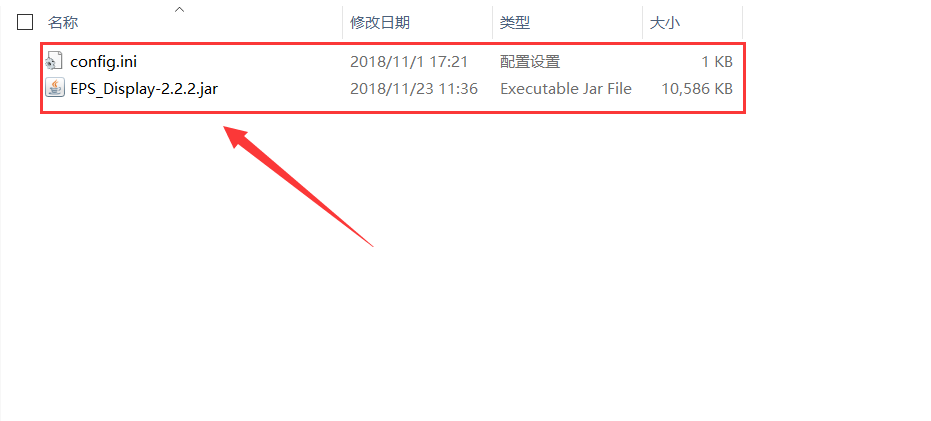 名称 修改日期 类型 大小
config.ini 2018/11/1 17:21 配置设置 1 KB
EPS_Display-2.2.2.jar 2018/11/23 11:36 Executable Jar File 10,586 KB